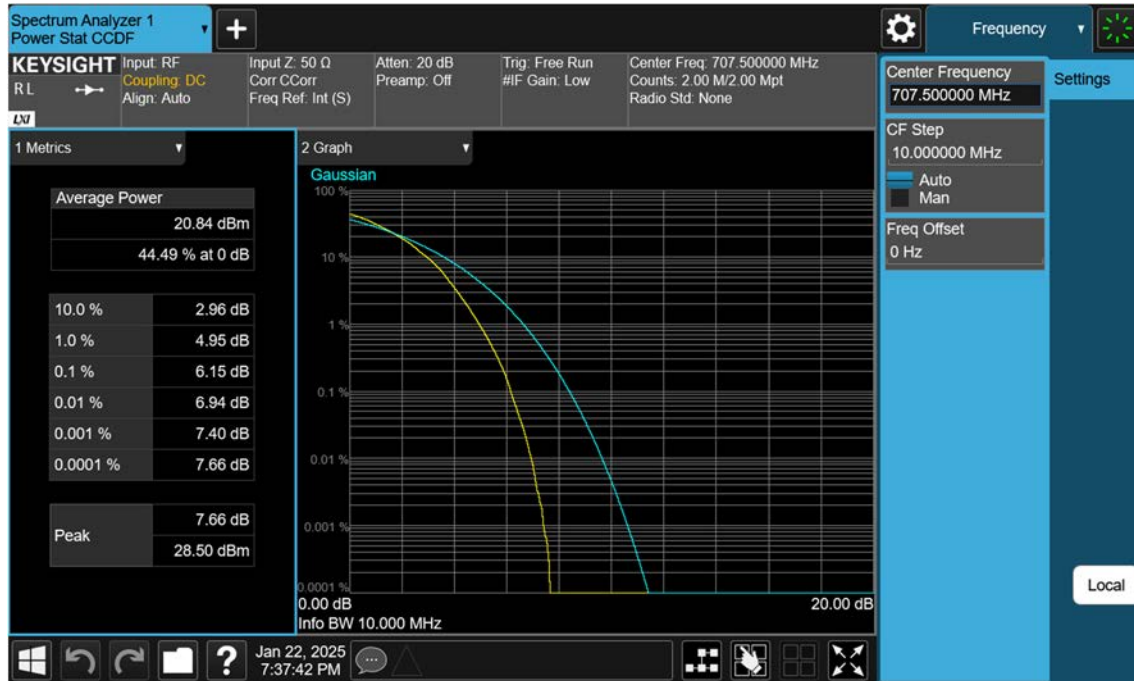 Spectrum Analyzer 1
Power Stat CCDF
Frequency
KEYSIGHT
R L
LXI
Input: RF
Coupling: DC
Align: Auto
Input Z: 50 Ω
Corr CCorr
Freq Ref: Int (S)
Atten: 20 dB
Preamp: Off
Trig: Free Run
#IF Gain: Low
Center Freq: 707.500000 MHz
Counts: 2.00 M/2.00 Mpt
Radio Std: None
Center Frequency
707.500000 MHz
Settings
CF Step
10.000000 MHz
Auto
Man
Freq Offset
0 Hz
Local
1 Metrics
Average Power
20.84 dBm
44.49 % at 0 dB
10.0 % 2.96 dB
1.0 % 4.95 dB
0.1 % 6.15 dB
0.01 % 6.94 dB
0.001 % 7.40 dB
0.0001 % 7.66 dB
Peak
7.66 dB
28.50 dBm
2 Graph
Gaussian
100 %
10 %
1 %
0.1 %
0.01 %
0.001 %
0.0001 %
0.00 dB 20.00 dB
Info BW 10.000 MHz
?
Jan 22, 2025
7:37:42 PM